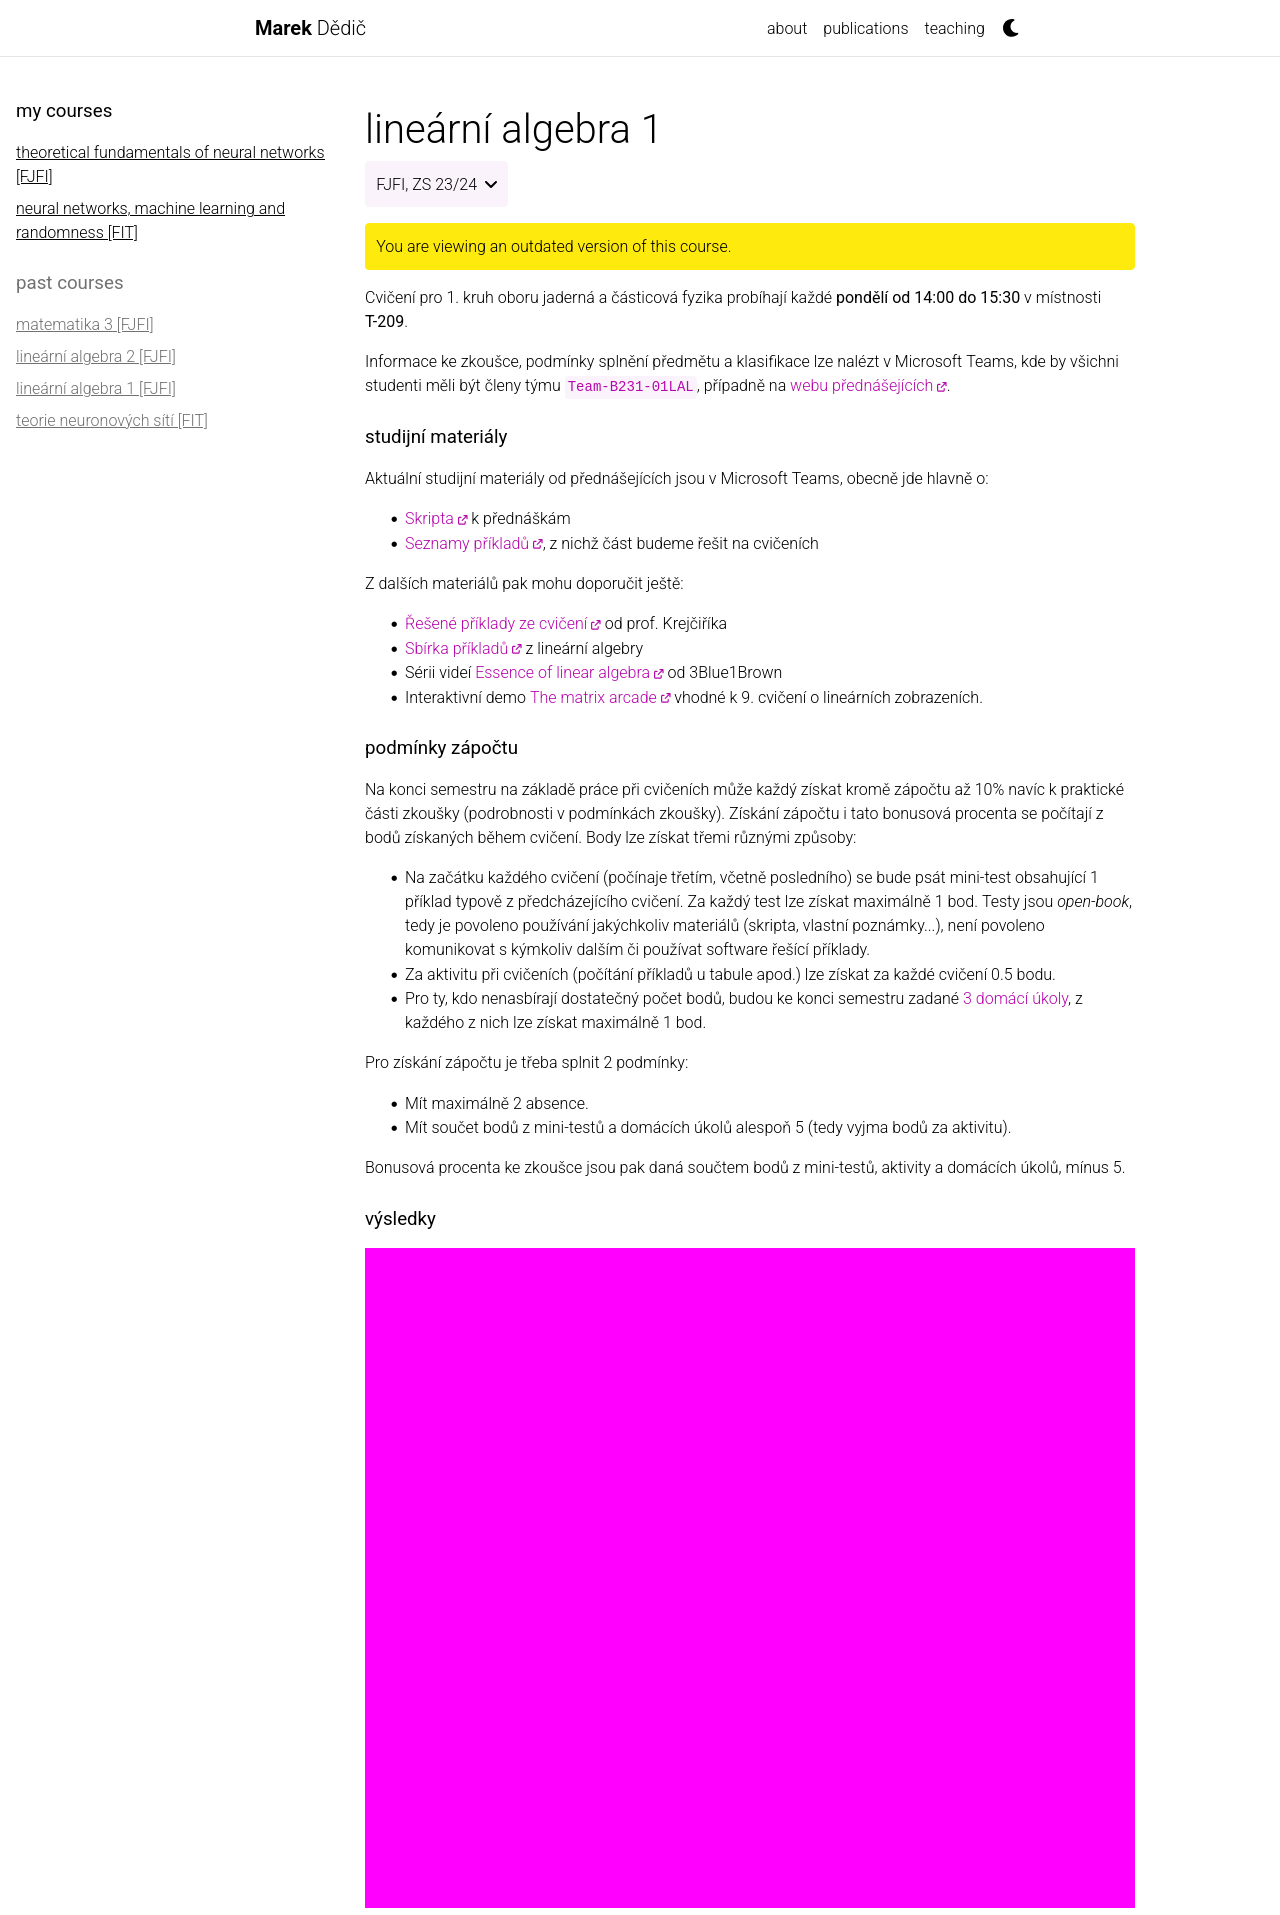 Marek Dědič
about publications teaching
my courses
theoretical fundamentals of neural networks
[FJFI]
neural networks, machine learning and
randomness [FIT]
past courses
matematika 3 [FJFI]
lineární algebra 2 [FJFI]
lineární algebra 1 [FJFI]
teorie neuronových sítí [FIT]
lineární algebra 1
FJFI, ZS 23/24
You are viewing an outdated version of this course.
Cvičení pro 1. kruh oboru jaderná a částicová fyzika probíhají každé pondělí od 14:00 do 15:30 v místnosti
T-209.
Informace ke zkoušce, podmínky splnění předmětu a klasifikace lze nalézt v Microsoft Teams, kde by všichni
studenti měli být členy týmu Team-B231-01LAL, případně na webu přednášejících.
studijní materiály
Aktuální studijní materiály od přednášejících jsou v Microsoft Teams, obecně jde hlavně o:
• Skripta k přednáškám
• Seznamy příkladů, z nichž část budeme řešit na cvičeních
Z dalších materiálů pak mohu doporučit ještě:
• Řešené příklady ze cvičení od prof. Krejčiříka
• Sbírka příkladů z lineární algebry
• Sérii videí Essence of linear algebra od 3Blue1Brown
• Interaktivní demo The matrix arcade vhodné k 9. cvičení o lineárních zobrazeních.
podmínky zápočtu
Na konci semestru na základě práce při cvičeních může každý získat kromě zápočtu až 10% navíc k praktické
části zkoušky (podrobnosti v podmínkách zkoušky). Získání zápočtu i tato bonusová procenta se počítají z
bodů získaných během cvičení. Body lze získat třemi různými způsoby:
• Na začátku každého cvičení (počínaje třetím, včetně posledního) se bude psát mini-test obsahující 1
příklad typově z předcházejícího cvičení. Za každý test lze získat maximálně 1 bod. Testy jsou open-book,
tedy je povoleno používání jakýchkoliv materiálů (skripta, vlastní poznámky...), není povoleno
komunikovat s kýmkoliv dalším či používat software řešící příklady.
• Za aktivitu při cvičeních (počítání příkladů u tabule apod.) lze získat za každé cvičení 0.5 bodu.
• Pro ty, kdo nenasbírají dostatečný počet bodů, budou ke konci semestru zadané 3 domácí úkoly, z
každého z nich lze získat maximálně 1 bod.
Pro získání zápočtu je třeba splnit 2 podmínky:
• Mít maximálně 2 absence.
• Mít součet bodů z mini-testů a domácích úkolů alespoň 5 (tedy vyjma bodů za aktivitu).
Bonusová procenta ke zkoušce jsou pak daná součtem bodů z mini-testů, aktivity a domácích úkolů, mínus 5.
výsledky